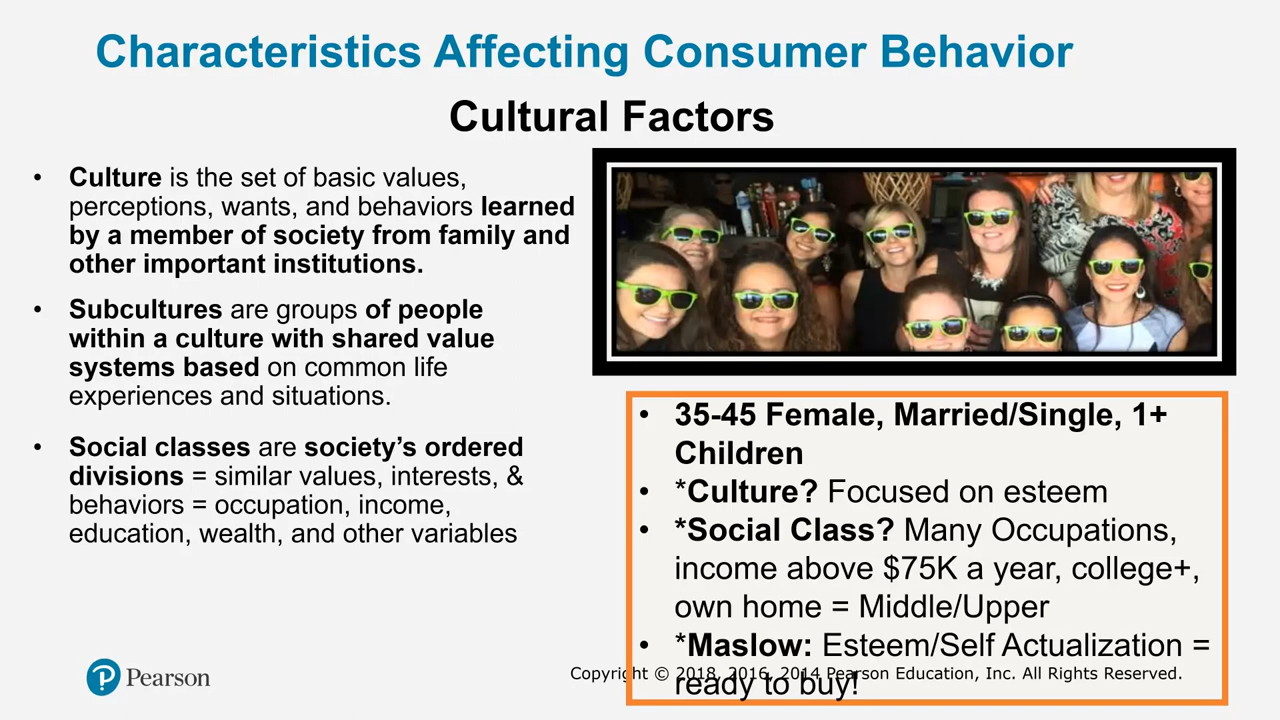 Characteristics Affecting Consumer Behavior
Cultural Factors
• Culture is the set of basic values,
perceptions, wants, and behaviors learned
by a member of society from family and
other important institutions.
• Subcultures are groups of people
within a culture with shared value
systems based on common life
experiences and situations.
• Social classes are society’s ordered
divisions = similar values, interests, &
behaviors = occupation, income,
education, wealth, and other variables
• 35-45 Female, Married/Single, 1+
Children
• *Culture? Focused on esteem
• *Social Class? Many Occupations,
income above $75K a year, college+,
own home = Middle/Upper
• *Maslow: Esteem/Self Actualization =
ready to buy!
Pearson
Copyright © 2018, 2016, 2014 Pearson Education, Inc. All Rights Reserved.